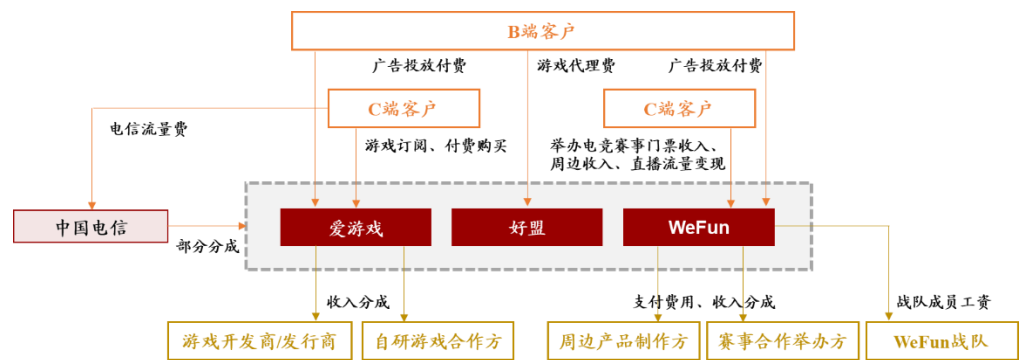 B端客户
广告投放付费
游戏代理费
广告投放付费
C端客户
C端客户
电信流量费
游戏订阅、付费购买
举办电竞赛事门票收入、
周边收入、直播流量变现
中国电信
部分分成
爱游戏
好盟
WeFun
收入分成
支付费用、收入分成
战队成员工资
游戏开发商/发行商
自研游戏合作方
周边产品制作方
赛事合作举办方
WeFun战队